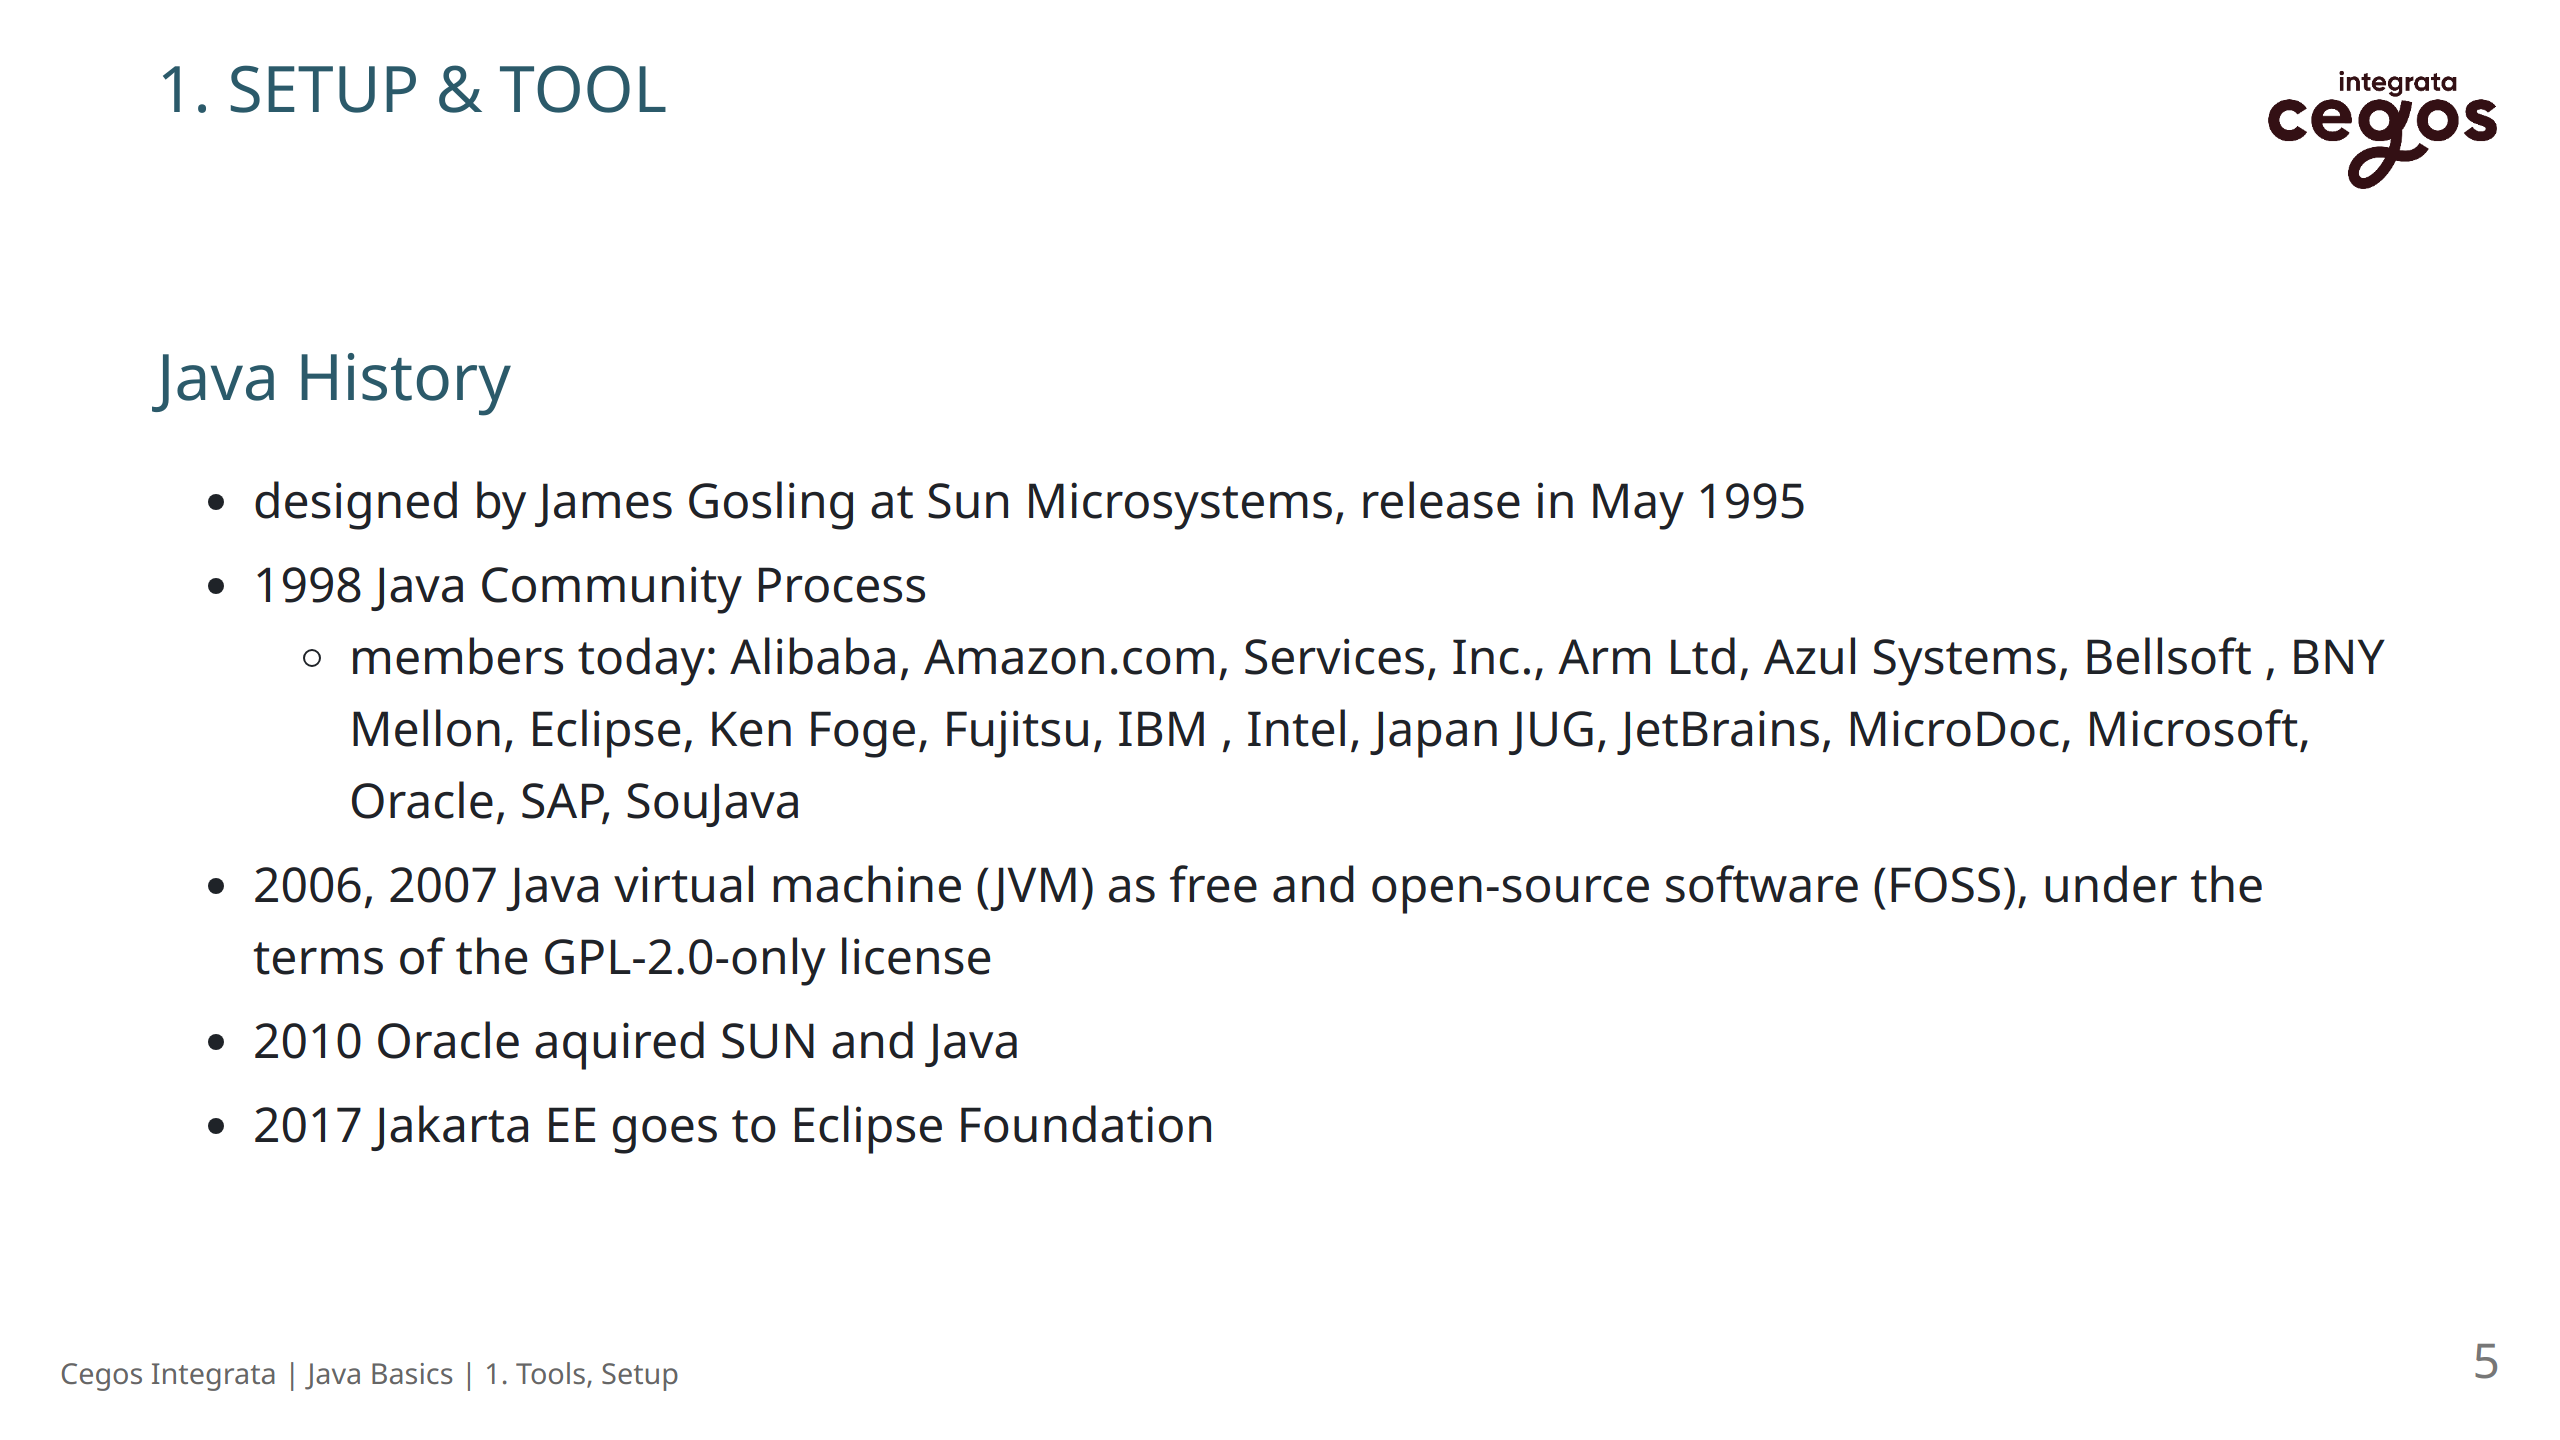 1. SETUP & TOOL
integrata
cegos
Java History
• designed by James Gosling at Sun Microsystems, release in May 1995
• 1998 Java Community Process
◦ members today: Alibaba, Amazon.com, Services, Inc., Arm Ltd, Azul Systems, Bellsoft , BNY
Mellon, Eclipse, Ken Foge, Fujitsu, IBM , Intel, Japan JUG, JetBrains, MicroDoc, Microsoft,
Oracle, SAP, SouJava
• 2006, 2007 Java virtual machine (JVM) as free and open-source software (FOSS), under the
terms of the GPL-2.0-only license
• 2010 Oracle aquired SUN and Java
• 2017 Jakarta EE goes to Eclipse Foundation
Cegos Integrata | Java Basics | 1. Tools, Setup
5